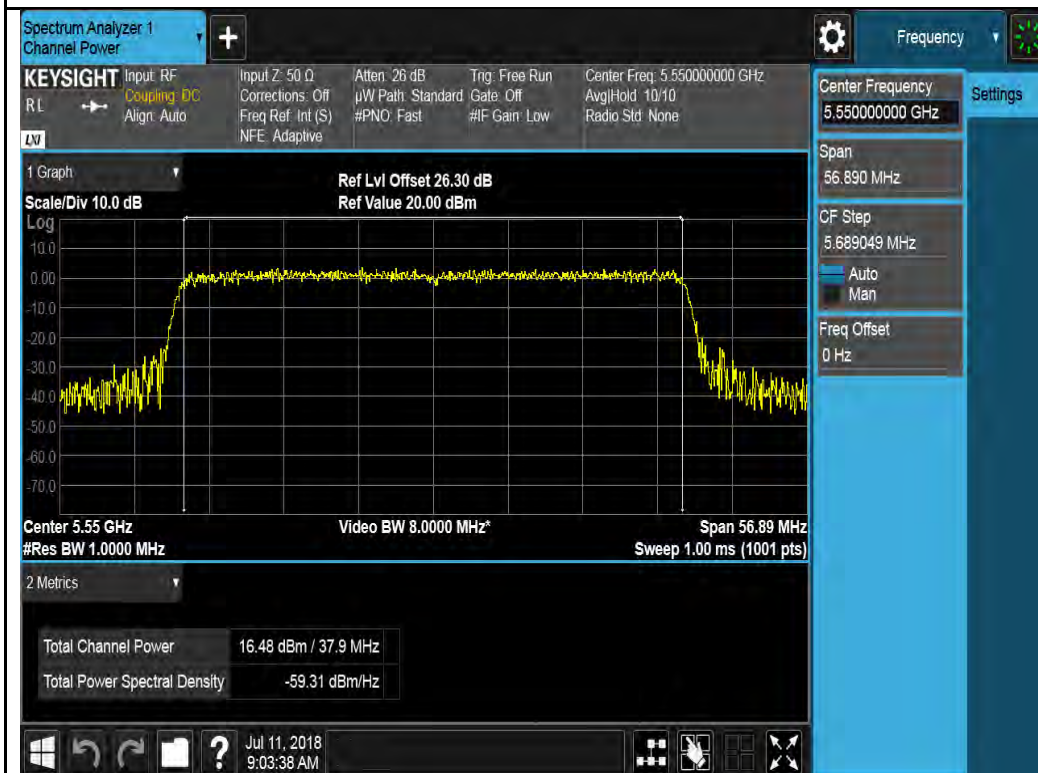 Spectrum Analyzer 1
Channel Power
+
Frequency
KEYSIGHT
R L
LXI
Input: RF
Coupling: DC
Align: Auto
Input Z: 50 Ω
Corrections: Off
Freq Ref: Int (S)
NFE: Adaptive
Atten: 26 dB
µW Path: Standard
#PNO: Fast
Trig: Free Run
Gate: Off
#IF Gain: Low
Center Freq: 5.550000000 GHz
Avg|Hold: 10/10
Radio Std: None
Center Frequency
5.550000000 GHz
Settings
Span
56.890 MHz
CF Step
5.689049 MHz
Auto
Man
Freq Offset
0 Hz
1 Graph
Scale/Div 10.0 dB
Ref Lvl Offset 26.30 dB
Ref Value 20.00 dBm
Log
10.0
0.00
-10.0
-20.0
-30.0
-40.0
-50.0
-60.0
-70.0
Center 5.55 GHz
#Res BW 1.0000 MHz
Video BW 8.0000 MHz*
Span 56.89 MHz
Sweep 1.00 ms (1001 pts)
2 Metrics
Total Channel Power 16.48 dBm / 37.9 MHz
Total Power Spectral Density -59.31 dBm/Hz
?
Jul 11, 2018
9:03:38 AM